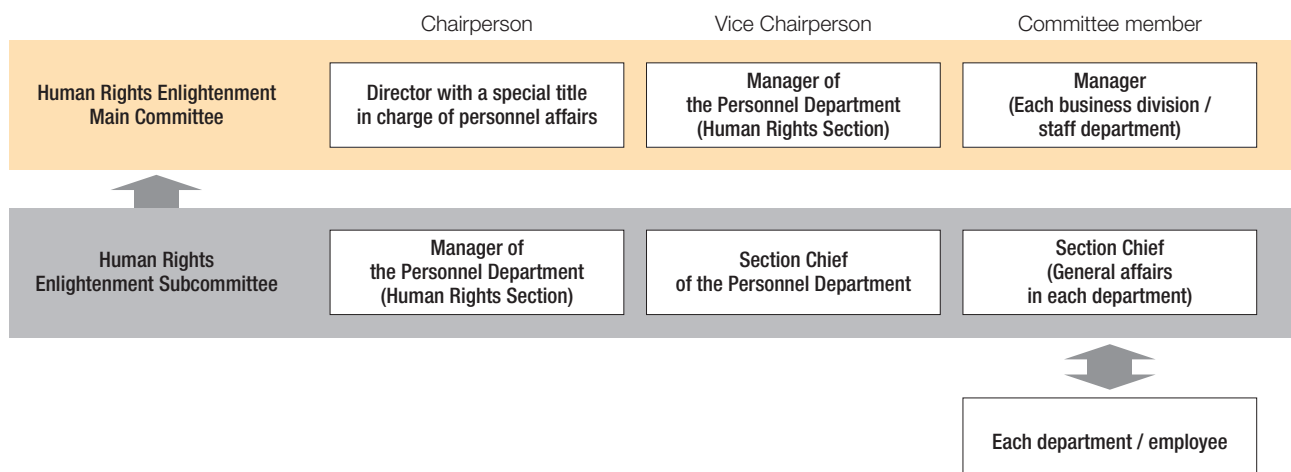 Chairperson
Vice Chairperson
Committee member
Human Rights Enlightenment
Main Committee
Director with a special title
in charge of personnel affairs
Manager of
the Personnel Department
(Human Rights Section)
Manager
(Each business division /
staff department)
Human Rights
Enlightenment Subcommittee
Manager of
the Personnel Department
(Human Rights Section)
Section Chief
of the Personnel Department
Section Chief
(General affairs
in each department)
Each department / employee